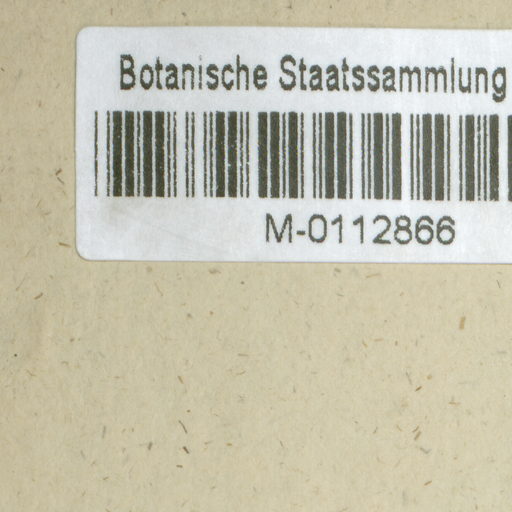 Botanische Staatssammlung
M-0112866